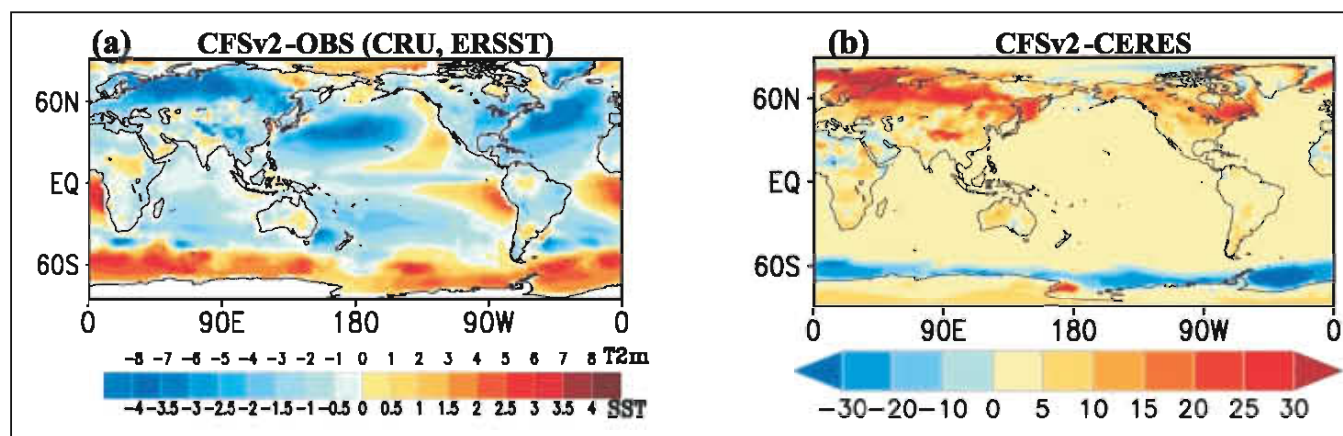 (a) CFSv2-OBS (CRU, ERSST)
60N
EQ
60S
0 90E 180 90W 0
-8 -7 -6 -5 -4 -3 -2 -1 0 1 2 3 4 5 6 7 8 T2m
-4 -3.5 -3 -2.5 -2 -1.5 -1 -0.5 0 0.5 1 1.5 2 2.5 3 3.5 4 SST
(b) CFSv2-CERES
60N
EQ
60S
0 90E 180 90W 0
-30 -20 -10 0 5 10 15 20 25 30